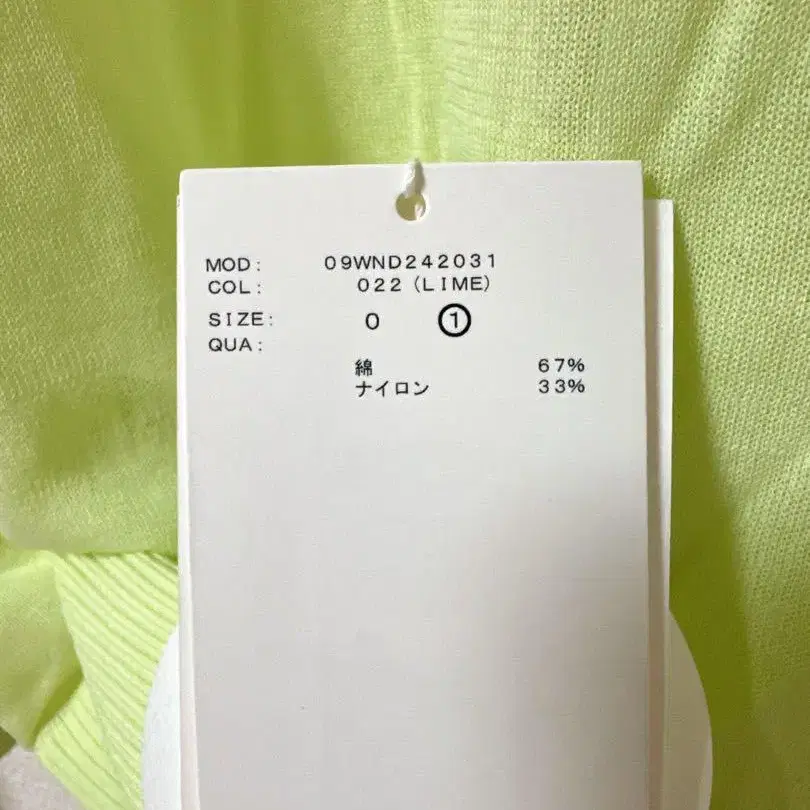 MOD: 09WND242031
COL: 022 (LIME)
SIZE: 0 ①
QUA:
綿 67%
ナイロン 33%